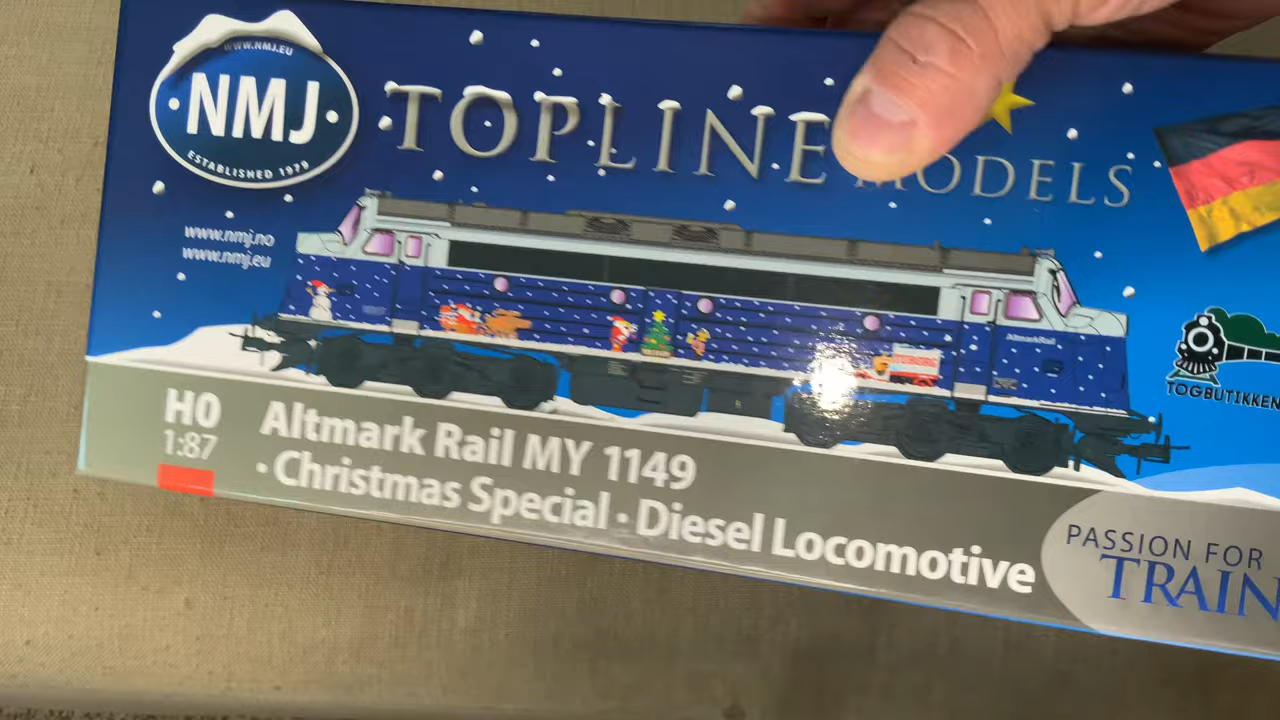 WWW.NMJ.EU
NMJ
ESTABLISHED 1979
TOPLINE MODELS
www.nmj.no
www.nmj.eu
AltmarkRail
TOGBUTIKKEN
H0
1:87
Altmark Rail MY 1149
• Christmas Special • Diesel Locomotive
PASSION FOR
TRAIN